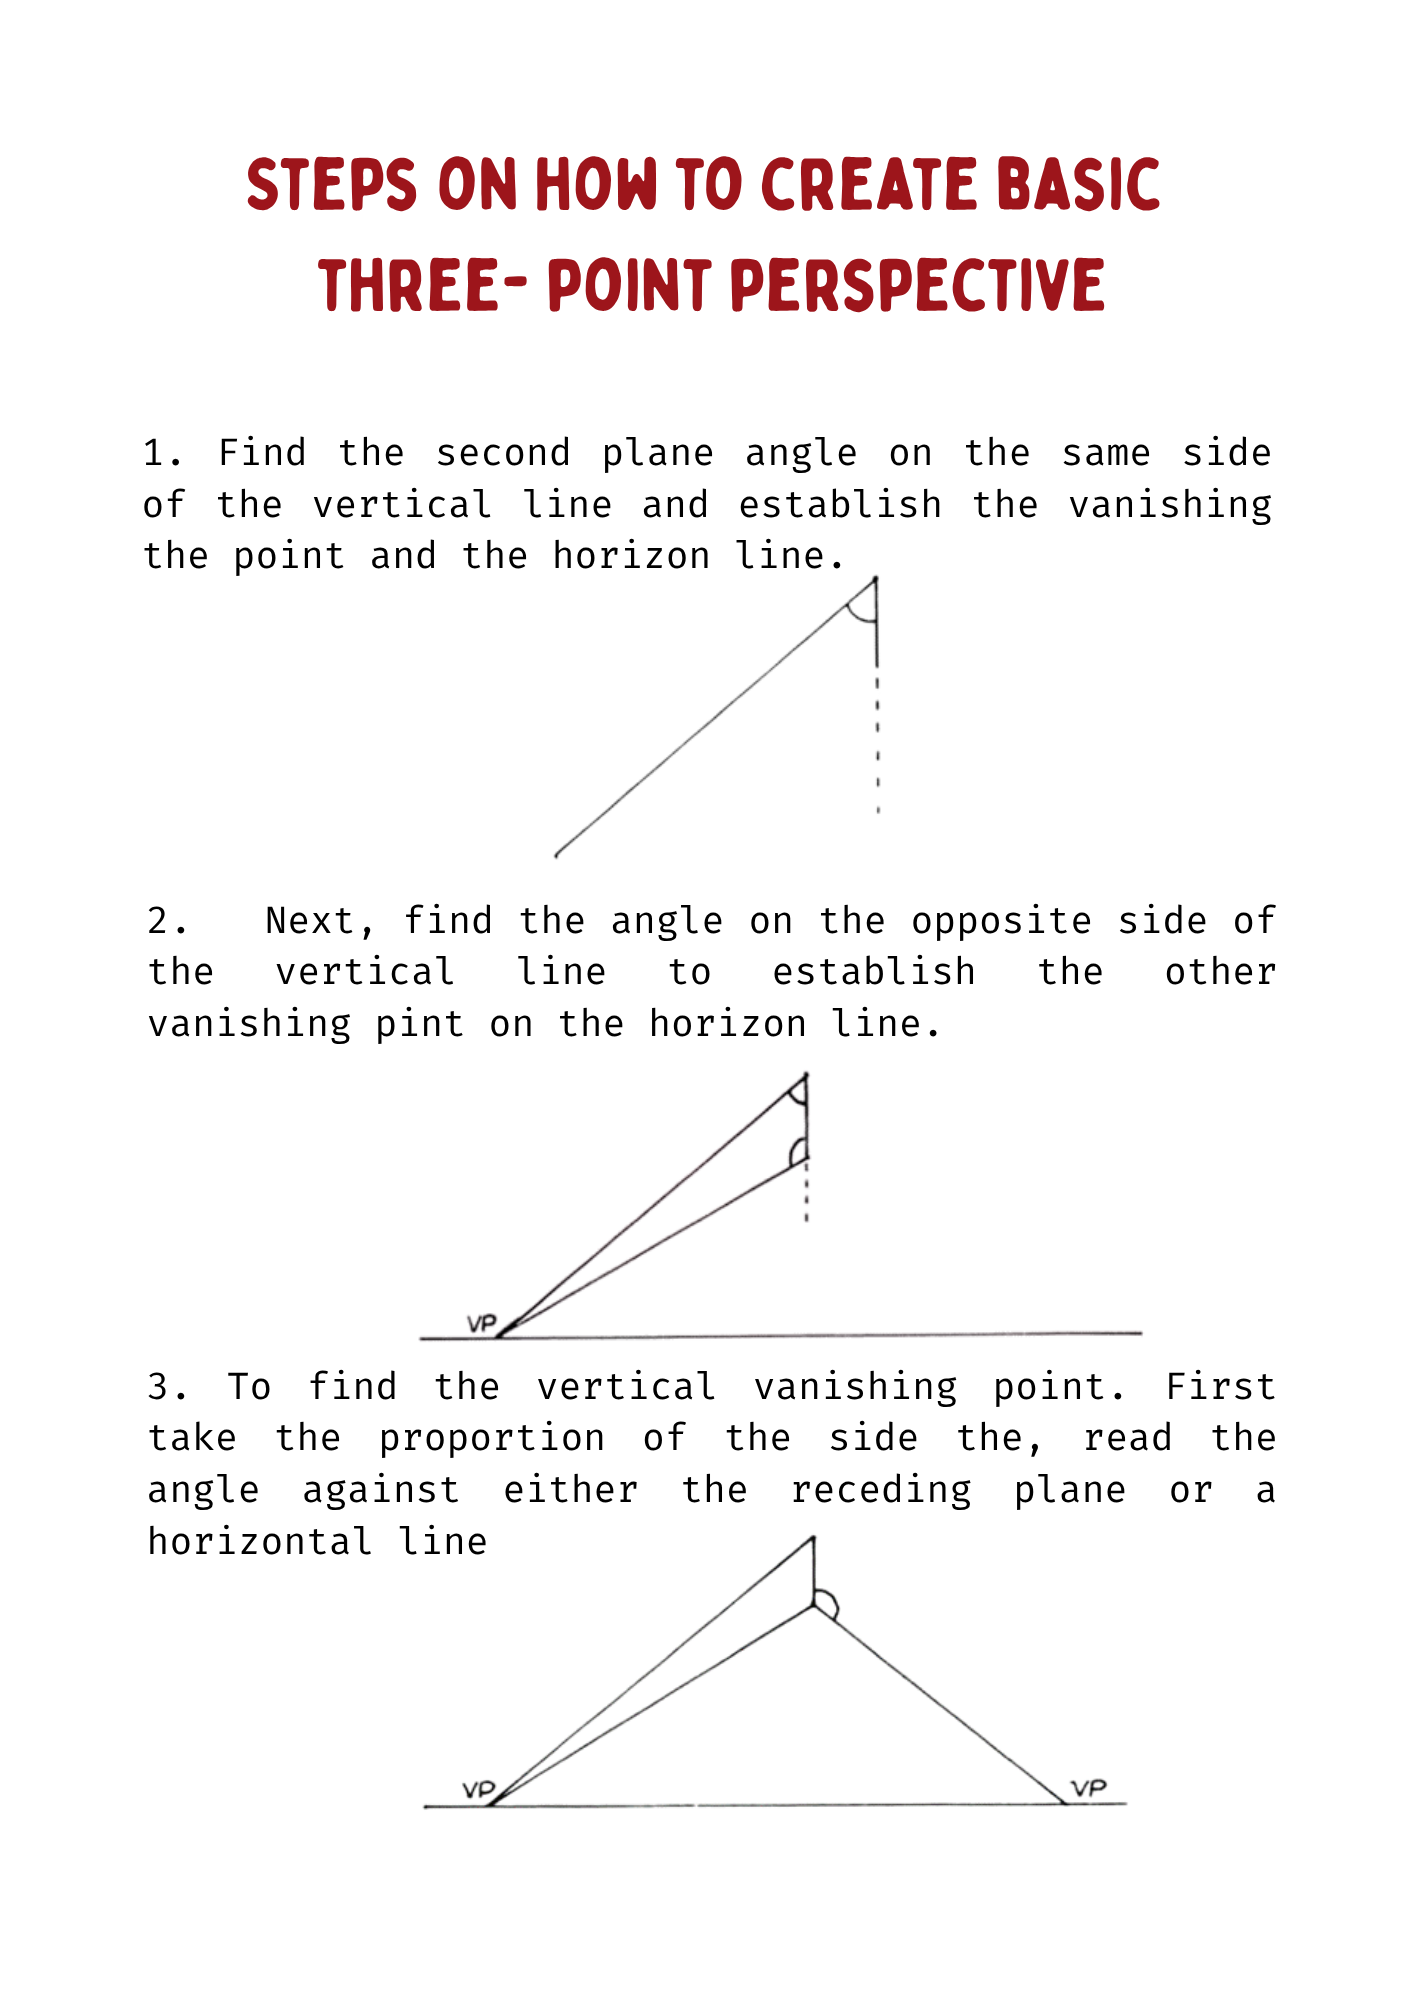 STEPS ON HOW TO CREATE BASIC
THREE- POINT PERSPECTIVE
1. Find the second plane angle on the same side
of the vertical line and establish the vanishing
the point and the horizon line.
2. Next, find the angle on the opposite side of
the vertical line to establish the other
vanishing pint on the horizon line.
VP
3. To find the vertical vanishing point. First
take the proportion of the side the, read the
angle against either the receding plane or a
horizontal line
VP
VP